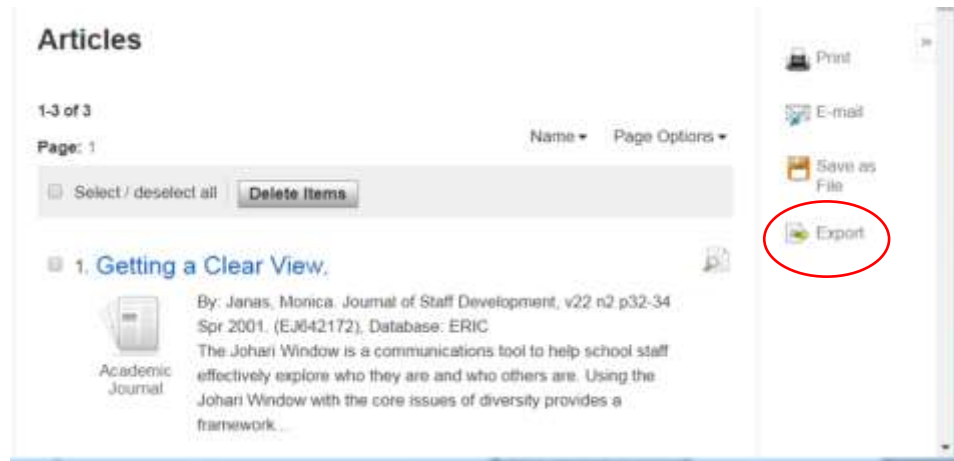 Articles
1-3 of 3
Page: 1
Name Page Options
Select / deselect all Delete Items
1. Getting a Clear View.
By: Janas, Monica. Journal of Staff Development, v22 n2 p32-34
Spr 2001. (EJ642172), Database: ERIC
The Johari Window is a communications tool to help school staff
effectively explore who they are and who others are. Using the
Johari Window with the core issues of diversity provides a
framework...
Academic
Journal
Print
E-mail
Save as
File
Export
»